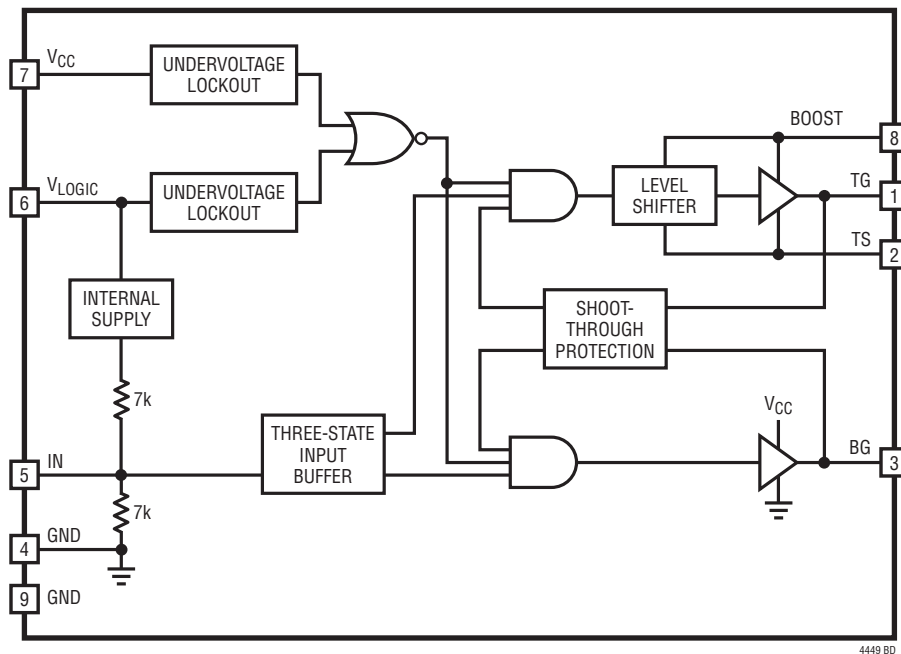 7
VCC
UNDERVOLTAGE
LOCKOUT
6
VLOGIC
UNDERVOLTAGE
LOCKOUT
INTERNAL
SUPPLY
7k
5
IN
THREE-STATE
INPUT
BUFFER
7k
4
GND
9
GND
LEVEL
SHIFTER
BOOST
8
TG
1
TS
2
SHOOT-
THROUGH
PROTECTION
VCC
BG
3
4449 BD